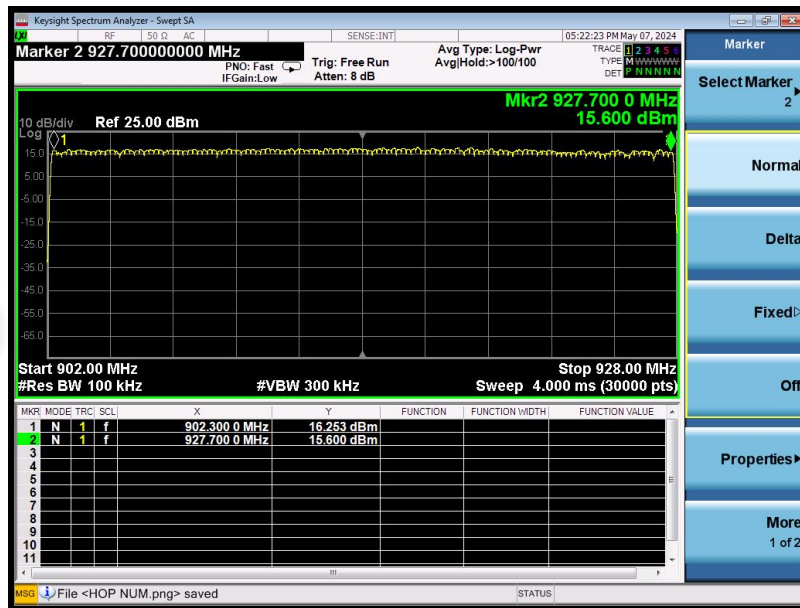 Keysight Spectrum Analyzer - Swept SA
LXI RF 50 Ω AC SENSE:INT 05:22:23 PM May 07, 2024
Marker 2 927.700000000 MHz
PNO: Fast
IFGain:Low
Trig: Free Run
Atten: 8 dB
Avg Type: Log-Pwr
Avg|Hold:>100/100
TRACE 1 2 3 4 5 6
TYPE M W W W W W
DET P N N N N N
Mkr2 927.700 0 MHz
15.600 dBm
10 dB/div Ref 25.00 dBm
Log
1
15.0
5.00
-5.00
-15.0
-25.0
-35.0
-45.0
-55.0
-65.0
Start 902.00 MHz Stop 928.00 MHz
#Res BW 100 kHz #VBW 300 kHz Sweep 4.000 ms (30000 pts)
MKR MODE TRC SCL X Y FUNCTION FUNCTION WIDTH FUNCTION VALUE
1 N 1 f 902.300 0 MHz 16.253 dBm
2 N 1 f 927.700 0 MHz 15.600 dBm
3
4
5
6
7
8
9
10
11
MSG File <HOP NUM.png> saved STATUS
Marker
Select Marker
2
Normal
Delta
Fixed
Off
Properties
More
1 of 2